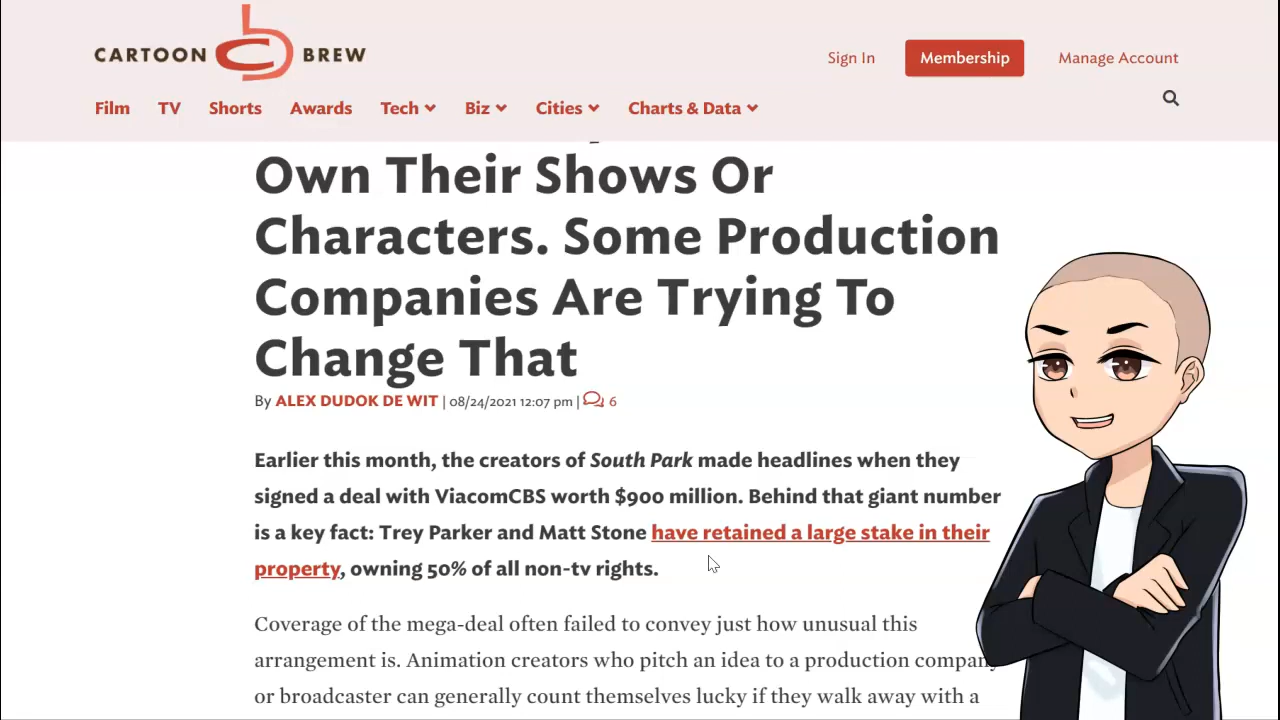 CARTOON BREW
Sign In
Membership
Manage Account
Film
TV
Shorts
Awards
Tech
Biz
Cities
Charts & Data
Own Their Shows Or
Characters. Some Production
Companies Are Trying To
Change That
By ALEX DUDOK DE WIT | 08/24/2021 12:07 pm | 6
Earlier this month, the creators of South Park made headlines when they
signed a deal with ViacomCBS worth $900 million. Behind that giant number
is a key fact: Trey Parker and Matt Stone have retained a large stake in their
property, owning 50% of all non-tv rights.
Coverage of the mega-deal often failed to convey just how unusual this
arrangement is. Animation creators who pitch an idea to a production company
or broadcaster can generally count themselves lucky if they walk away with a